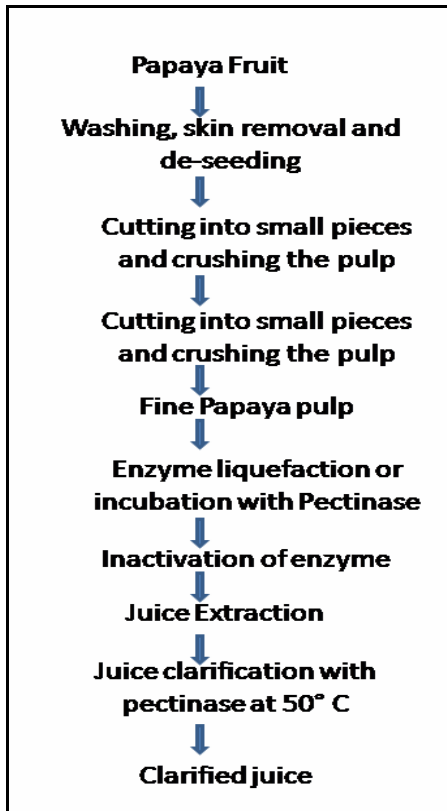 Papaya Fruit
Washing, skin removal and
de-seeding
Cutting into small pieces
and crushing the pulp
Cutting into small pieces
and crushing the pulp
Fine Papaya pulp
Enzyme liquefaction or
incubation with Pectinase
Inactivation of enzyme
Juice Extraction
Juice clarification with
pectinase at 50° C
Clarified juice